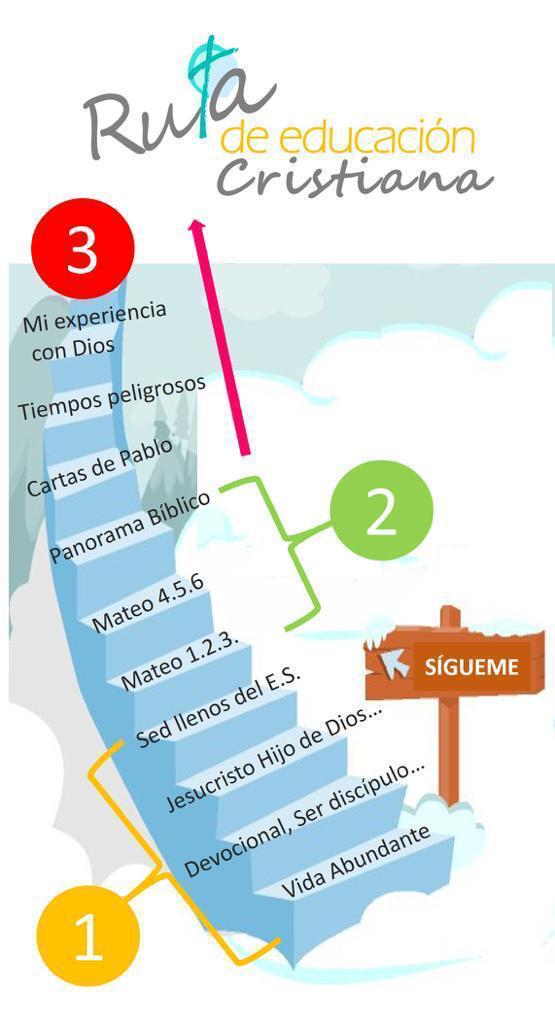 Ruta
de educación
Cristiana
3
Mi experiencia
con Dios
Tiempos peligrosos
Cartas de Pablo
Panorama Bíblico
2
Mateo 4.5.6
Mateo 1.2.3.
SÍGUEME
Sed llenos del E.S.
Jesucristo Hijo de Dios...
Devocional, Ser discípulo...
Vida Abundante
1